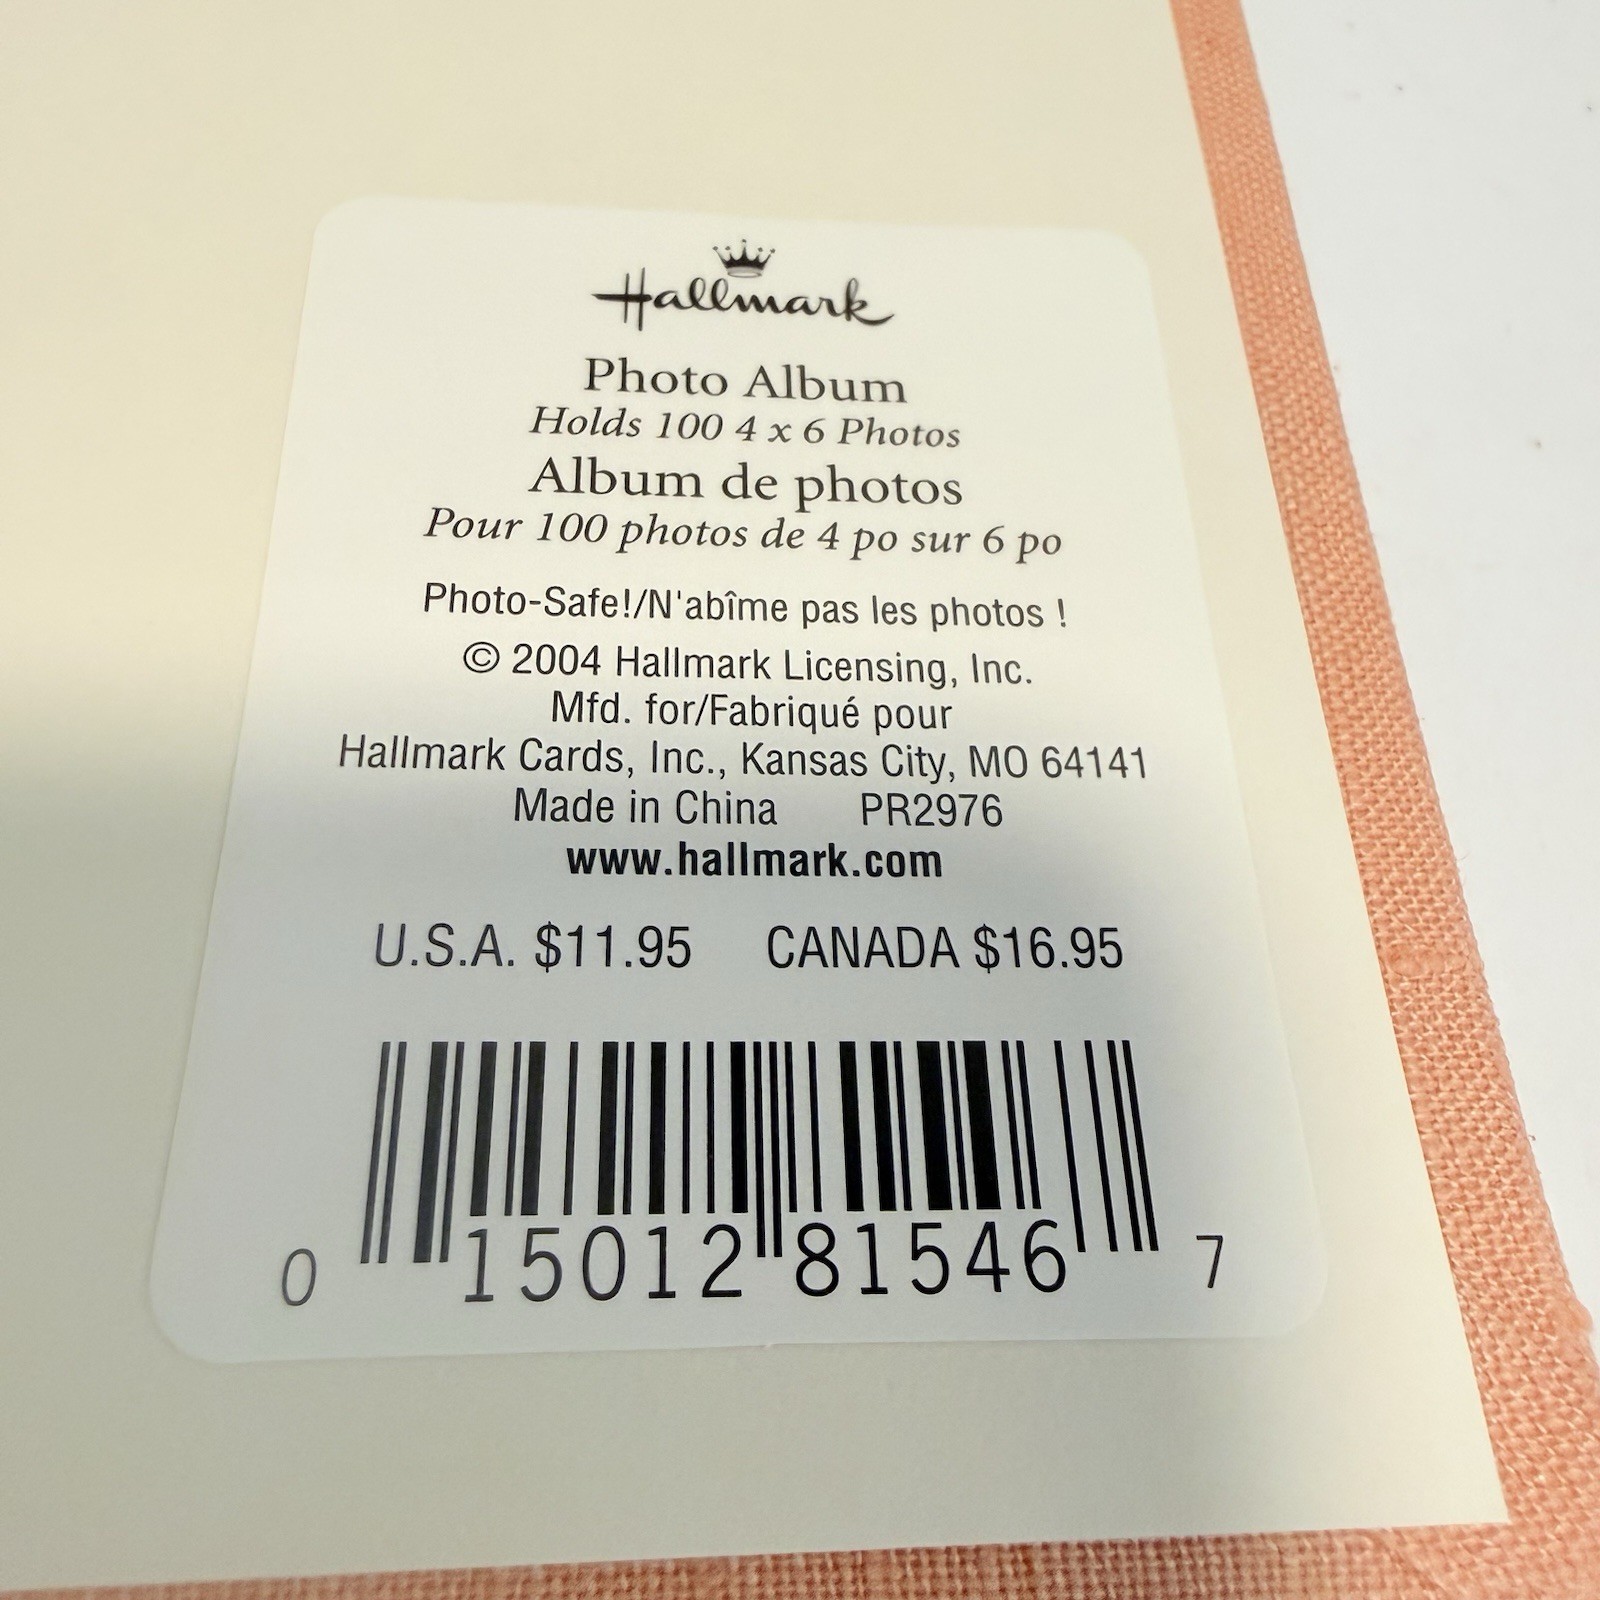 Hallmark
Photo Album
Holds 100 4 x 6 Photos
Album de photos
Pour 100 photos de 4 po sur 6 po
Photo-Safe!/N'abîme pas les photos !
© 2004 Hallmark Licensing, Inc.
Mfd. for/Fabriqué pour
Hallmark Cards, Inc., Kansas City, MO 64141
Made in China PR2976
www.hallmark.com
U.S.A. $11.95 CANADA $16.95
0 15012 81546 7